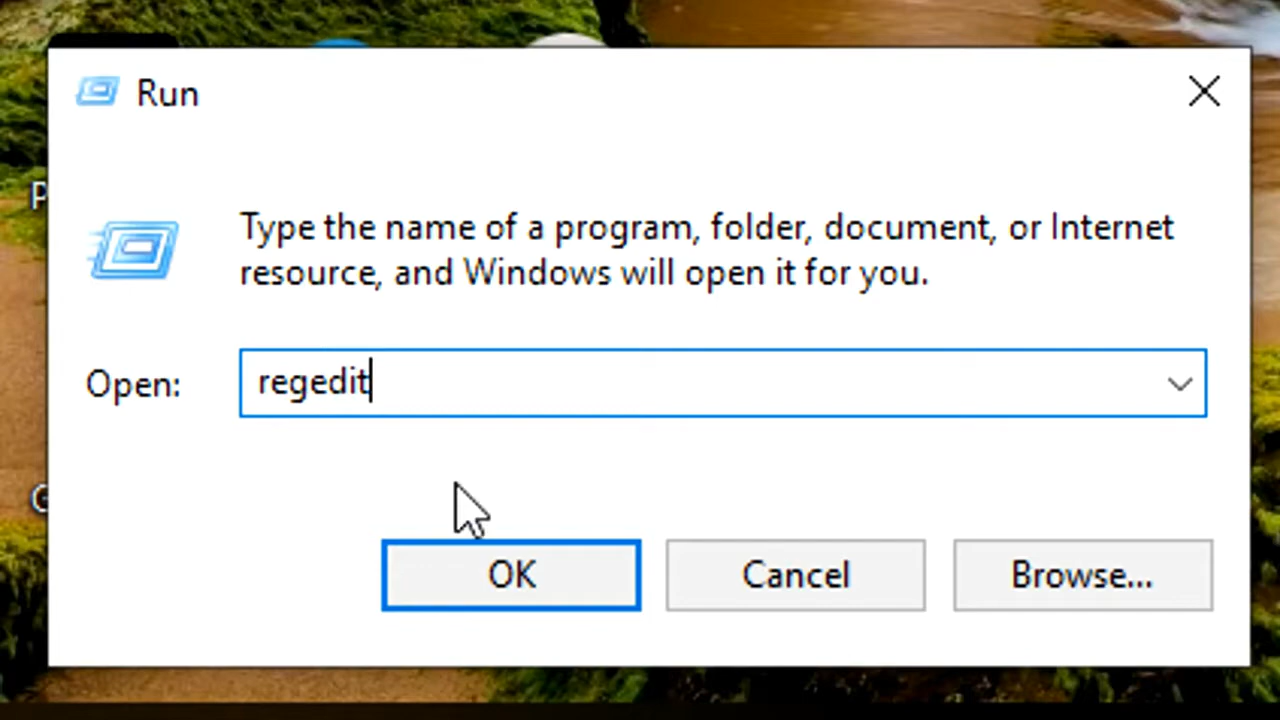 Run
Type the name of a program, folder, document, or Internet
resource, and Windows will open it for you.
Open:
regedit
OK
Cancel
Browse...
P
G